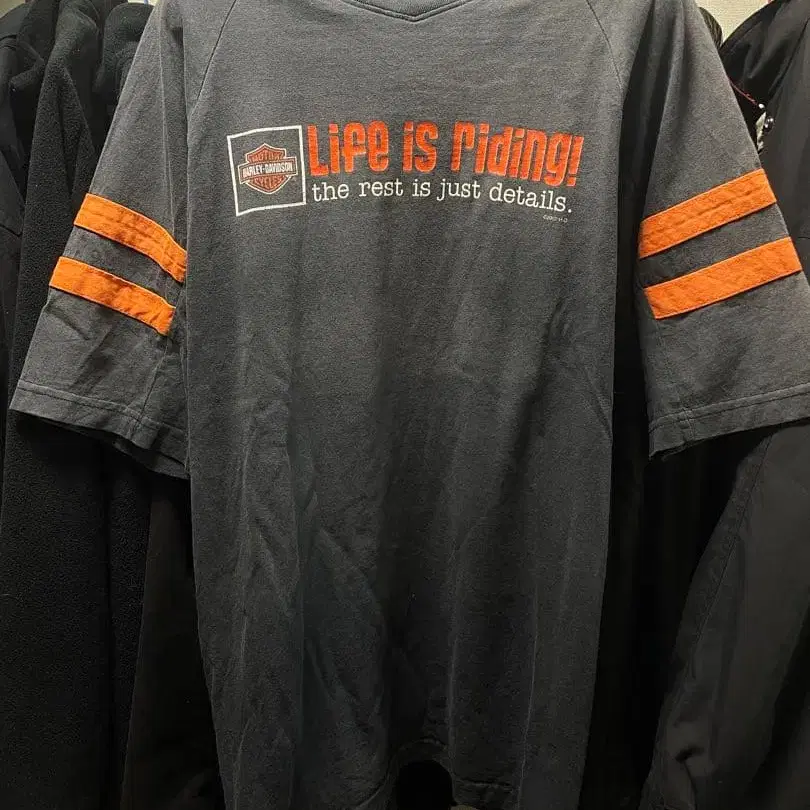 MOTOR
HARLEY-DAVIDSON
CYCLES
Life is riding!
the rest is just details.